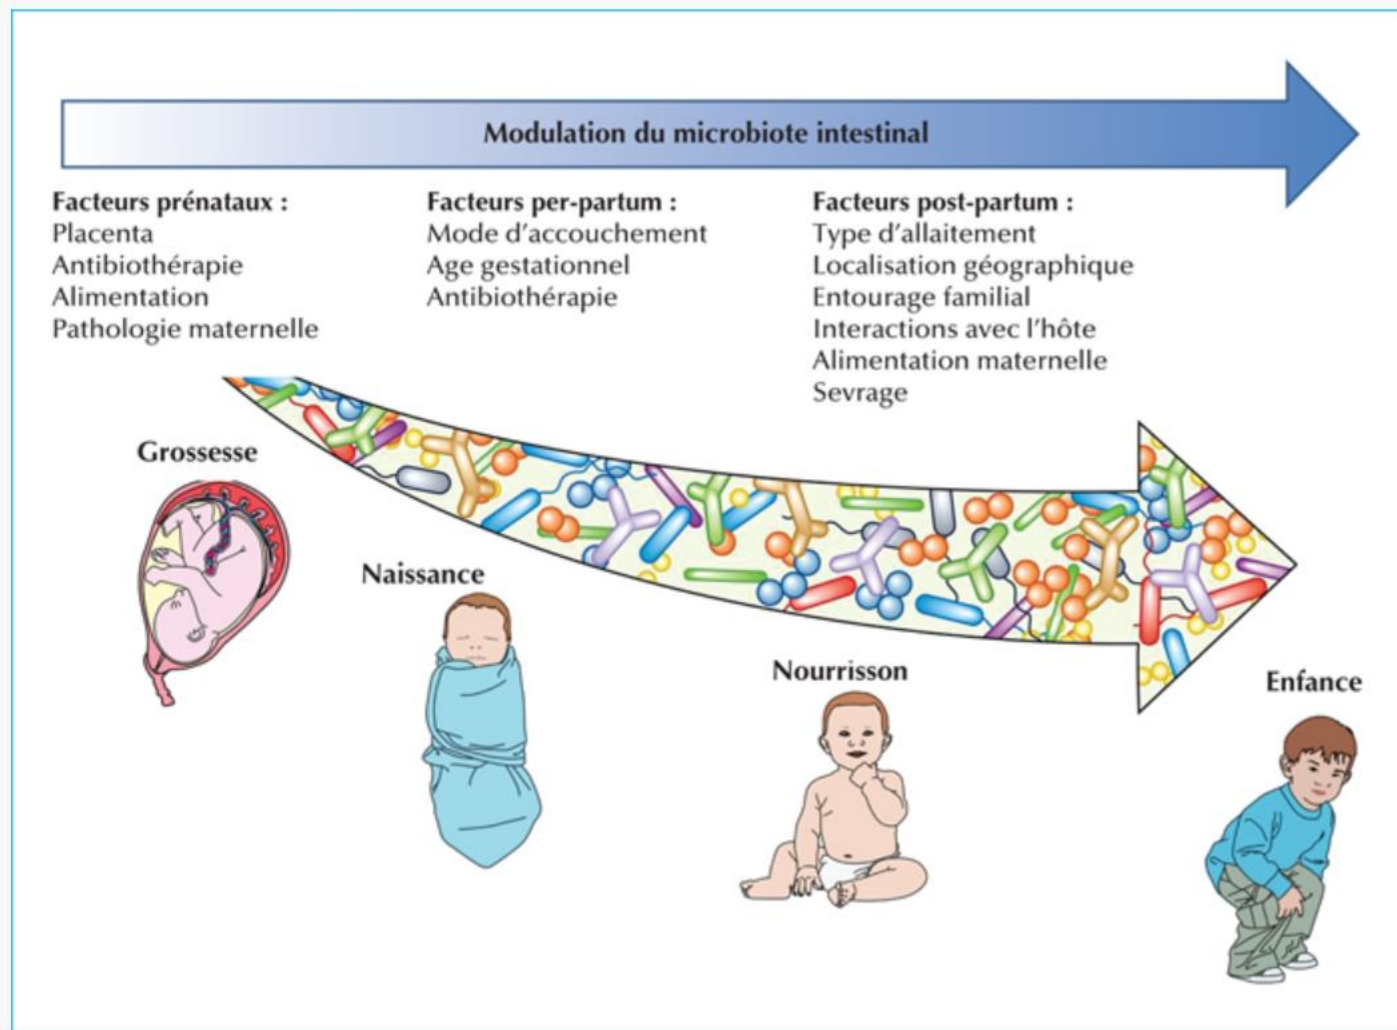 Modulation du microbiote intestinal
Facteurs prénataux :
Placenta
Antibiothérapie
Alimentation
Pathologie maternelle
Facteurs per-partum :
Mode d'accouchement
Age gestationnel
Antibiothérapie
Facteurs post-partum :
Type d'allaitement
Localisation géographique
Entourage familial
Interactions avec l'hôte
Alimentation maternelle
Sevrage
Grossesse
Naissance
Nourrisson
Enfance